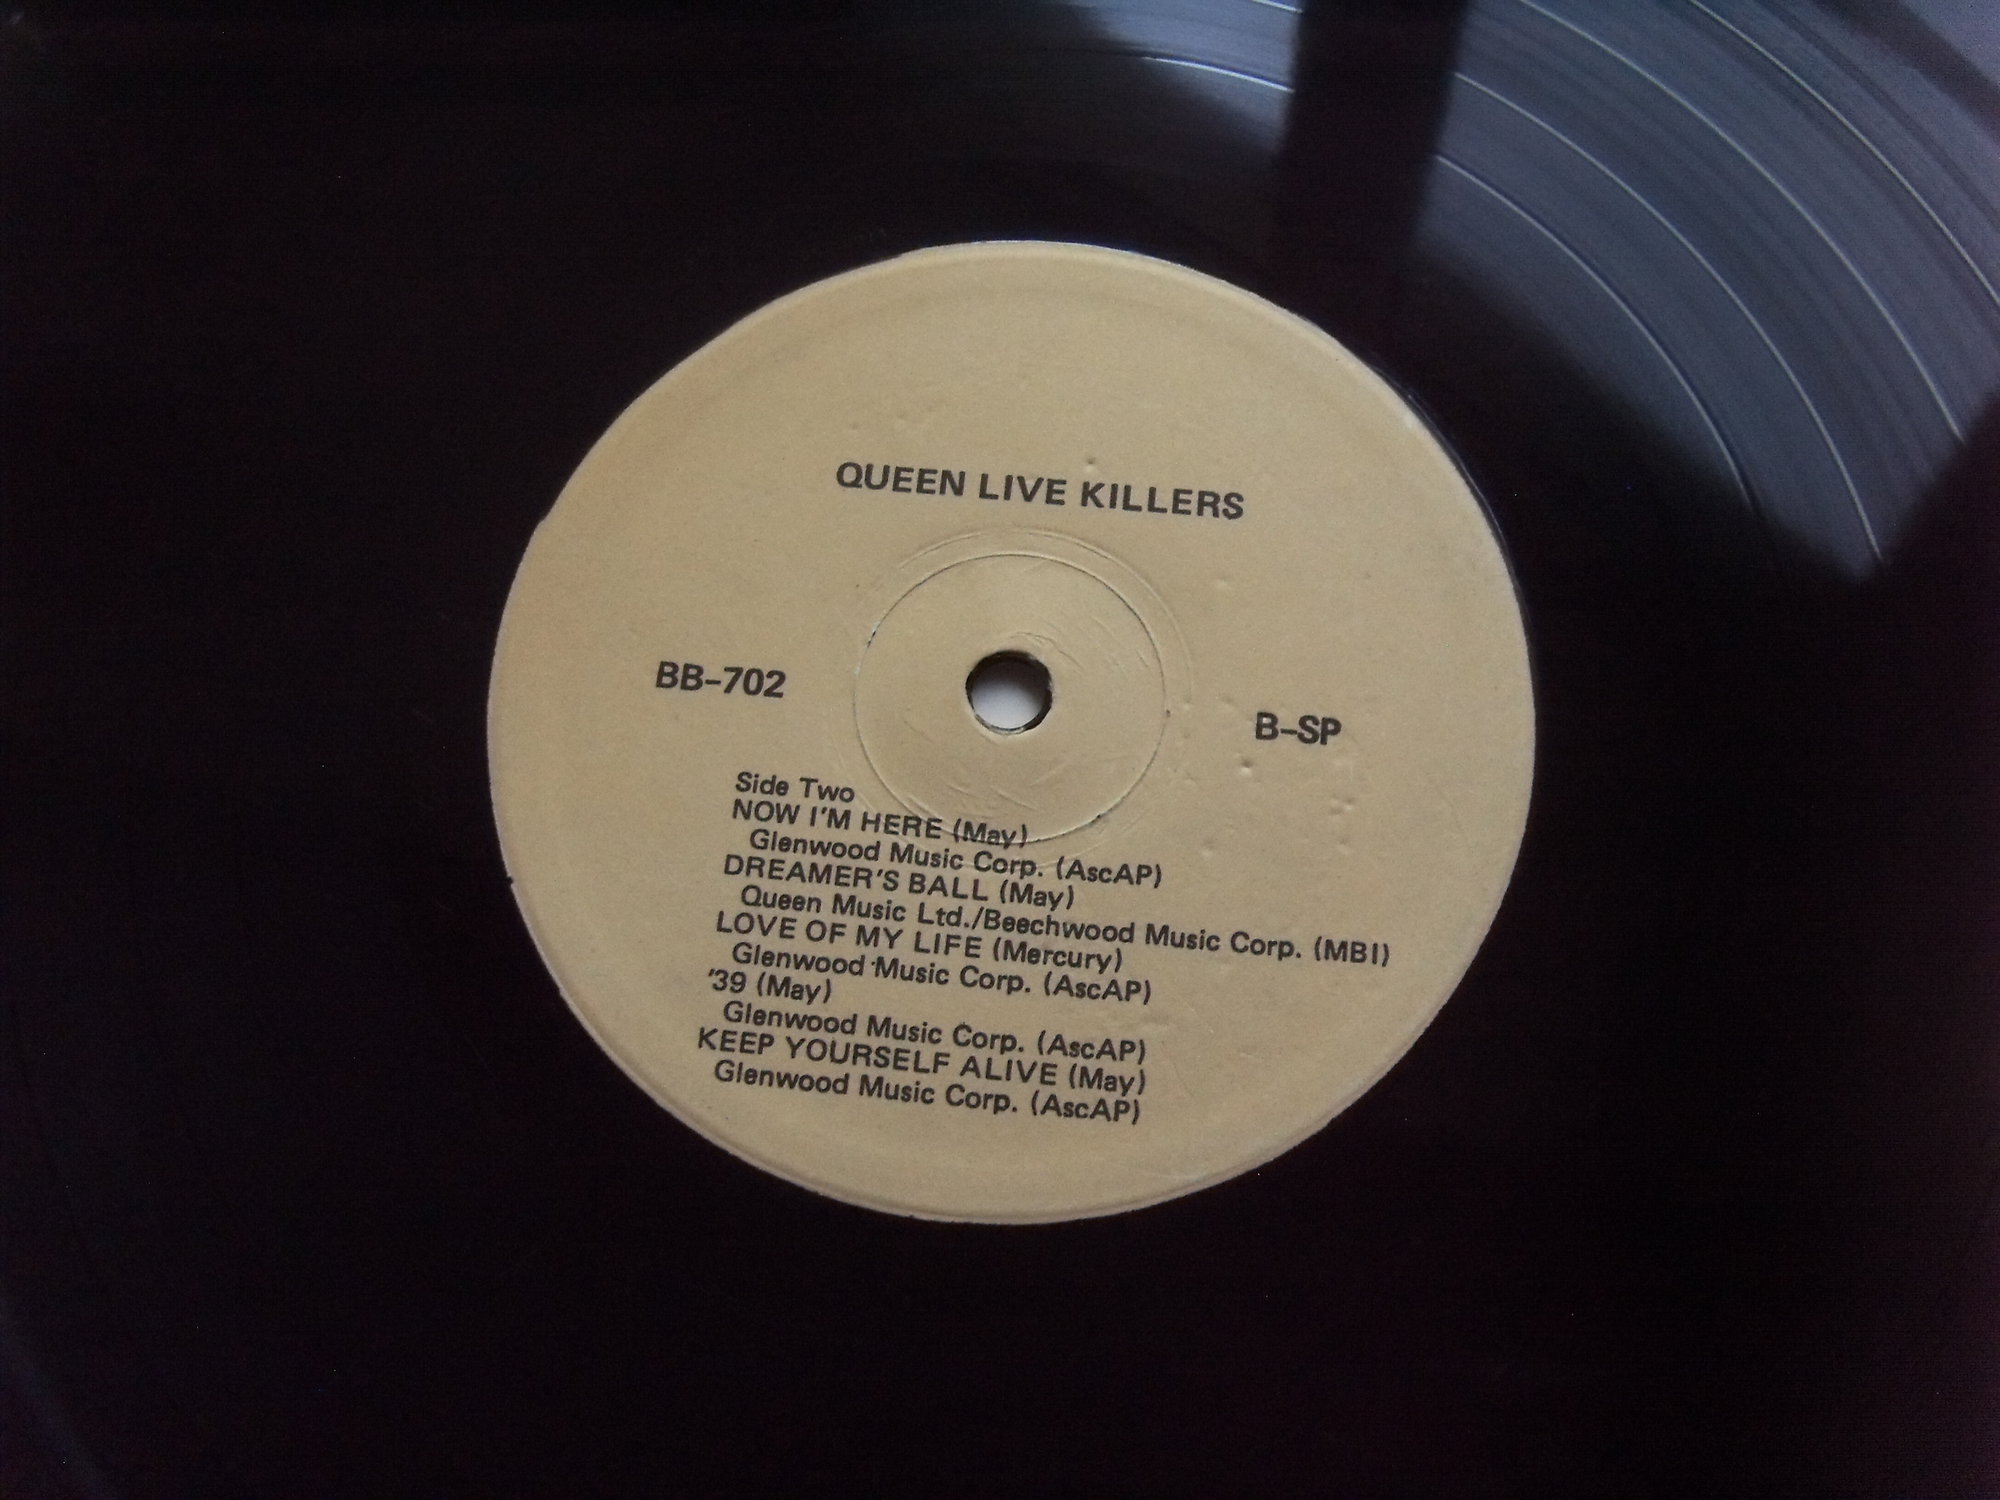 QUEEN LIVE KILLERS
BB-702
B-SP
Side Two
NOW I'M HERE (May)
Glenwood Music Corp. (AscAP)
DREAMER'S BALL (May)
Queen Music Ltd./Beechwood Music Corp. (MBI)
LOVE OF MY LIFE (Mercury)
Glenwood Music Corp. (AscAP)
'39 (May)
Glenwood Music Corp. (AscAP)
KEEP YOURSELF ALIVE (May)
Glenwood Music Corp. (AscAP)